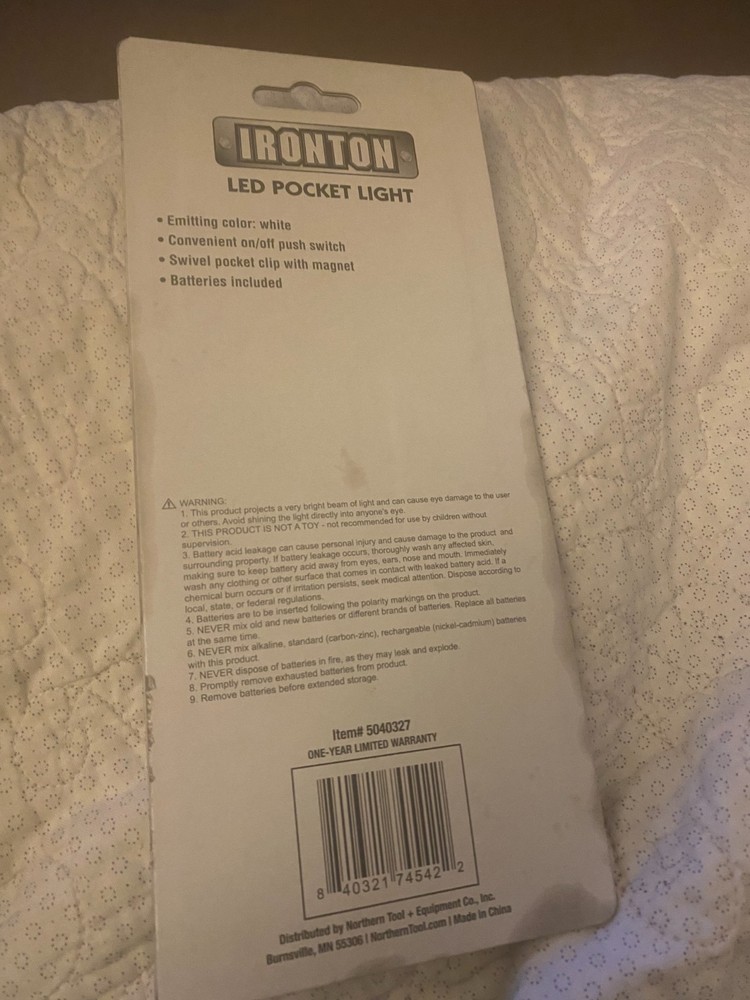 IRONTON
LED POCKET LIGHT
• Emitting color: white
• Convenient on/off push switch
• Swivel pocket clip with magnet
• Batteries included
⚠ WARNING:
1. This product projects a very bright beam of light and can cause eye damage to the user
or others. Avoid shining the light directly into anyone's eye.
2. THIS PRODUCT IS NOT A TOY - not recommended for use by children without
supervision.
3. Battery acid leakage can cause personal injury and cause damage to the product and
surrounding property. If battery leakage occurs, thoroughly wash any affected skin,
making sure to keep battery acid away from eyes, ears, nose and mouth. Immediately
wash any clothing or other surface that comes in contact with leaked battery acid. If a
chemical burn occurs or if irritation persists, seek medical attention. Dispose according to
local, state, or federal regulations.
4. Batteries are to be inserted following the polarity markings on the product.
5. NEVER mix old and new batteries or different brands of batteries. Replace all batteries
at the same time.
6. NEVER mix alkaline, standard (carbon-zinc), rechargeable (nickel-cadmium) batteries
with this product.
7. NEVER dispose of batteries in fire, as they may leak and explode.
8. Promptly remove exhausted batteries from product.
9. Remove batteries before extended storage.
Item# 5040327
ONE-YEAR LIMITED WARRANTY
8 40321 74542 2
Distributed by Northern Tool + Equipment Co., Inc.
Burnsville, MN 55306 | NorthernTool.com | Made in China